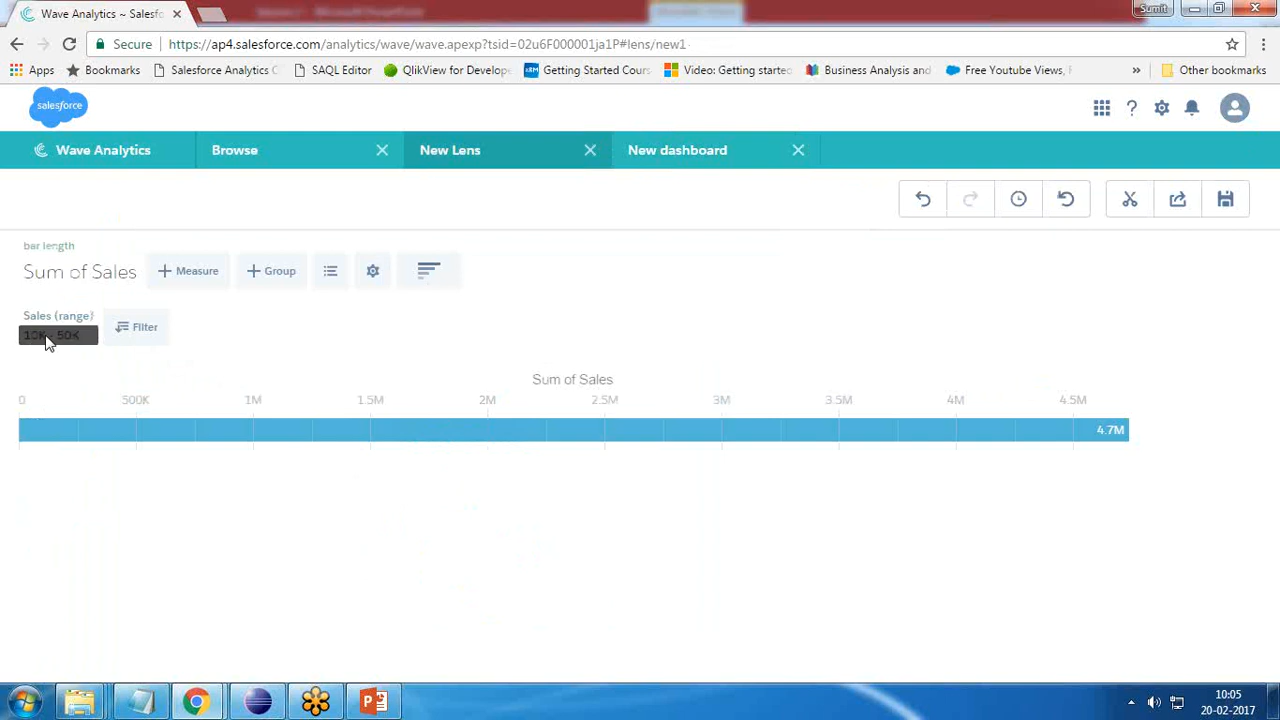 Wave Analytics ~ Salesfo
Sumit
Secure
https://ap4.salesforce.com/analytics/wave/wave.apexp?tsid=02u6F000001ja1P#lens/new1
Apps
Bookmarks
Salesforce Analytics C
SAQL Editor
QlikView for Develope
Getting Started Cours
Video: Getting started
Business Analysis and
Free Youtube Views, F
»
Other bookmarks
salesforce
Wave Analytics
Browse
New Lens
New dashboard
bar length
Sum of Sales
+ Measure
+ Group
Sales (range)
10K - 50K
Filter
Sum of Sales
0 500K 1M 1.5M 2M 2.5M 3M 3.5M 4M 4.5M
4.7M
10:05
20-02-2017